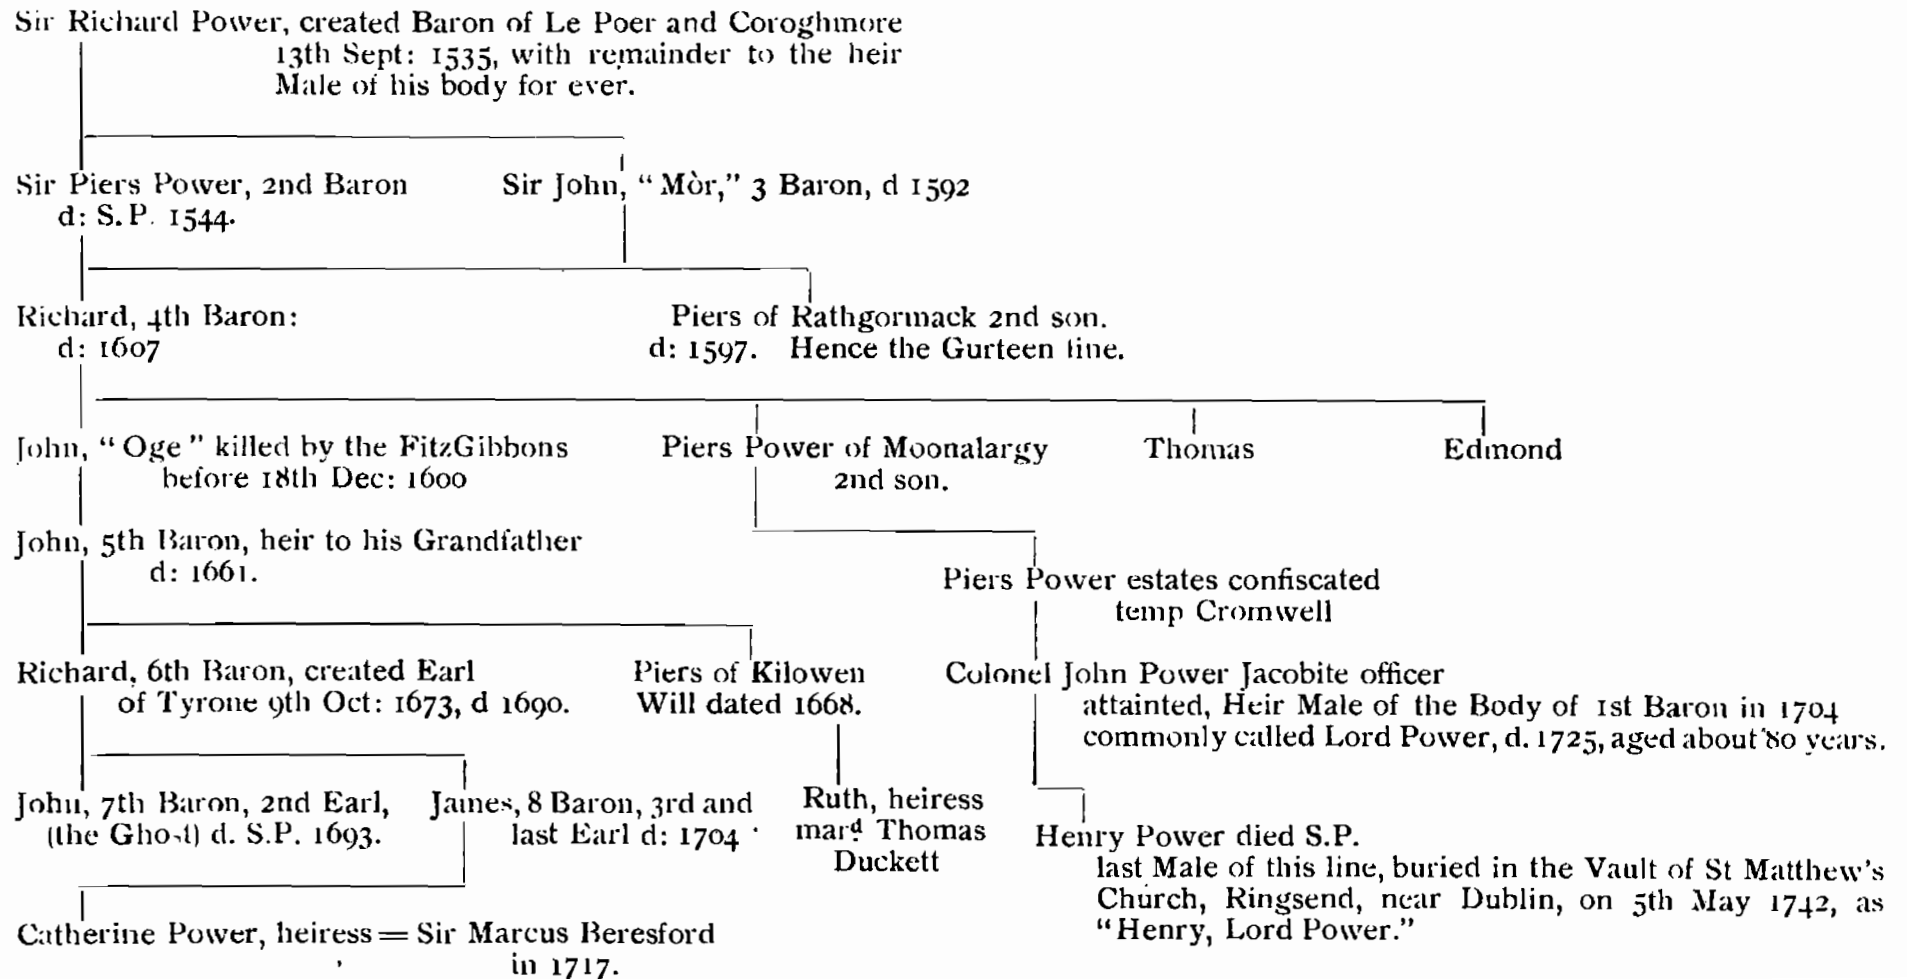 Sir Richard Power, created Baron of Le Poer and Coroghmore
13th Sept: 1535, with remainder to the heir
Male of his body for ever.
Sir Piers Power, 2nd Baron
d: S.P. 1544.
Sir John, "Mòr," 3 Baron, d 1592
Richard, 4th Baron:
d: 1607
Piers of Rathgormack 2nd son.
d: 1597. Hence the Gurteen line.
John, "Oge" killed by the FitzGibbons
before 18th Dec: 1600
Piers Power of Moonalargy
2nd son.
Thomas
Edmond
John, 5th Baron, heir to his Grandfather
d: 1661.
Piers Power estates confiscated
temp Cromwell
Richard, 6th Baron, created Earl
of Tyrone 9th Oct: 1673, d 1690.
Piers of Kilowen
Will dated 1668.
Colonel John Power Jacobite officer
attainted, Heir Male of the Body of 1st Baron in 1704
commonly called Lord Power, d. 1725, aged about 80 years.
John, 7th Baron, 2nd Earl,
(the Ghost) d. S.P. 1693.
James, 8 Baron, 3rd and
last Earl d: 1704
Ruth, heiress
mard Thomas
Duckett
Henry Power died S.P.
last Male of this line, buried in the Vault of St Matthew's
Church, Ringsend, near Dublin, on 5th May 1742, as
"Henry, Lord Power."
Catherine Power, heiress = Sir Marcus Beresford
in 1717.